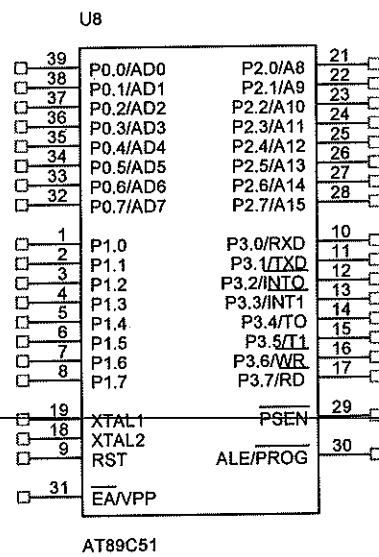 U8
39 P0.0/AD0 P2.0/A8 21
38 P0.1/AD1 P2.1/A9 22
37 P0.2/AD2 P2.2/A10 23
36 P0.3/AD3 P2.3/A11 24
35 P0.4/AD4 P2.4/A12 25
34 P0.5/AD5 P2.5/A13 26
33 P0.6/AD6 P2.6/A14 27
32 P0.7/AD7 P2.7/A15 28
1 P1.0 P3.0/RXD 10
2 P1.1 P3.1/TXD 11
3 P1.2 P3.2/INTO 12
4 P1.3 P3.3/INT1 13
5 P1.4 P3.4/TO 14
6 P1.5 P3.5/T1 15
7 P1.6 P3.6/WR 16
8 P1.7 P3.7/RD 17
19 XTAL1 PSEN 29
18 XTAL2
9 RST ALE/PROG 30
31 EA/VPP
AT89C51